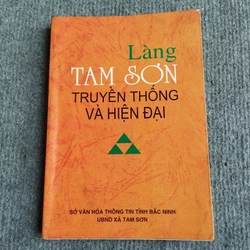 Làng
TAM SƠN
TRUYỀN THỐNG
VÀ HIỆN ĐẠI
SỞ VĂN HÓA THÔNG TIN TỈNH BẮC NINH
UBND XÃ TAM SƠN